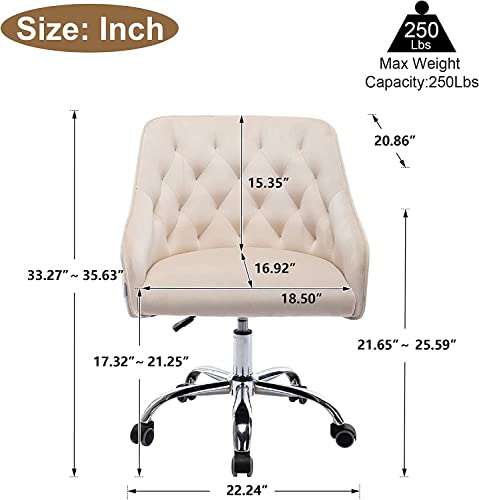 Size: Inch
250
Lbs
Max Weight
Capacity:250Lbs
20.86″
15.35″
16.92″
33.27″~ 35.63″
18.50″
21.65″ ~ 25.59″
17.32″~ 21.25″
22.24″